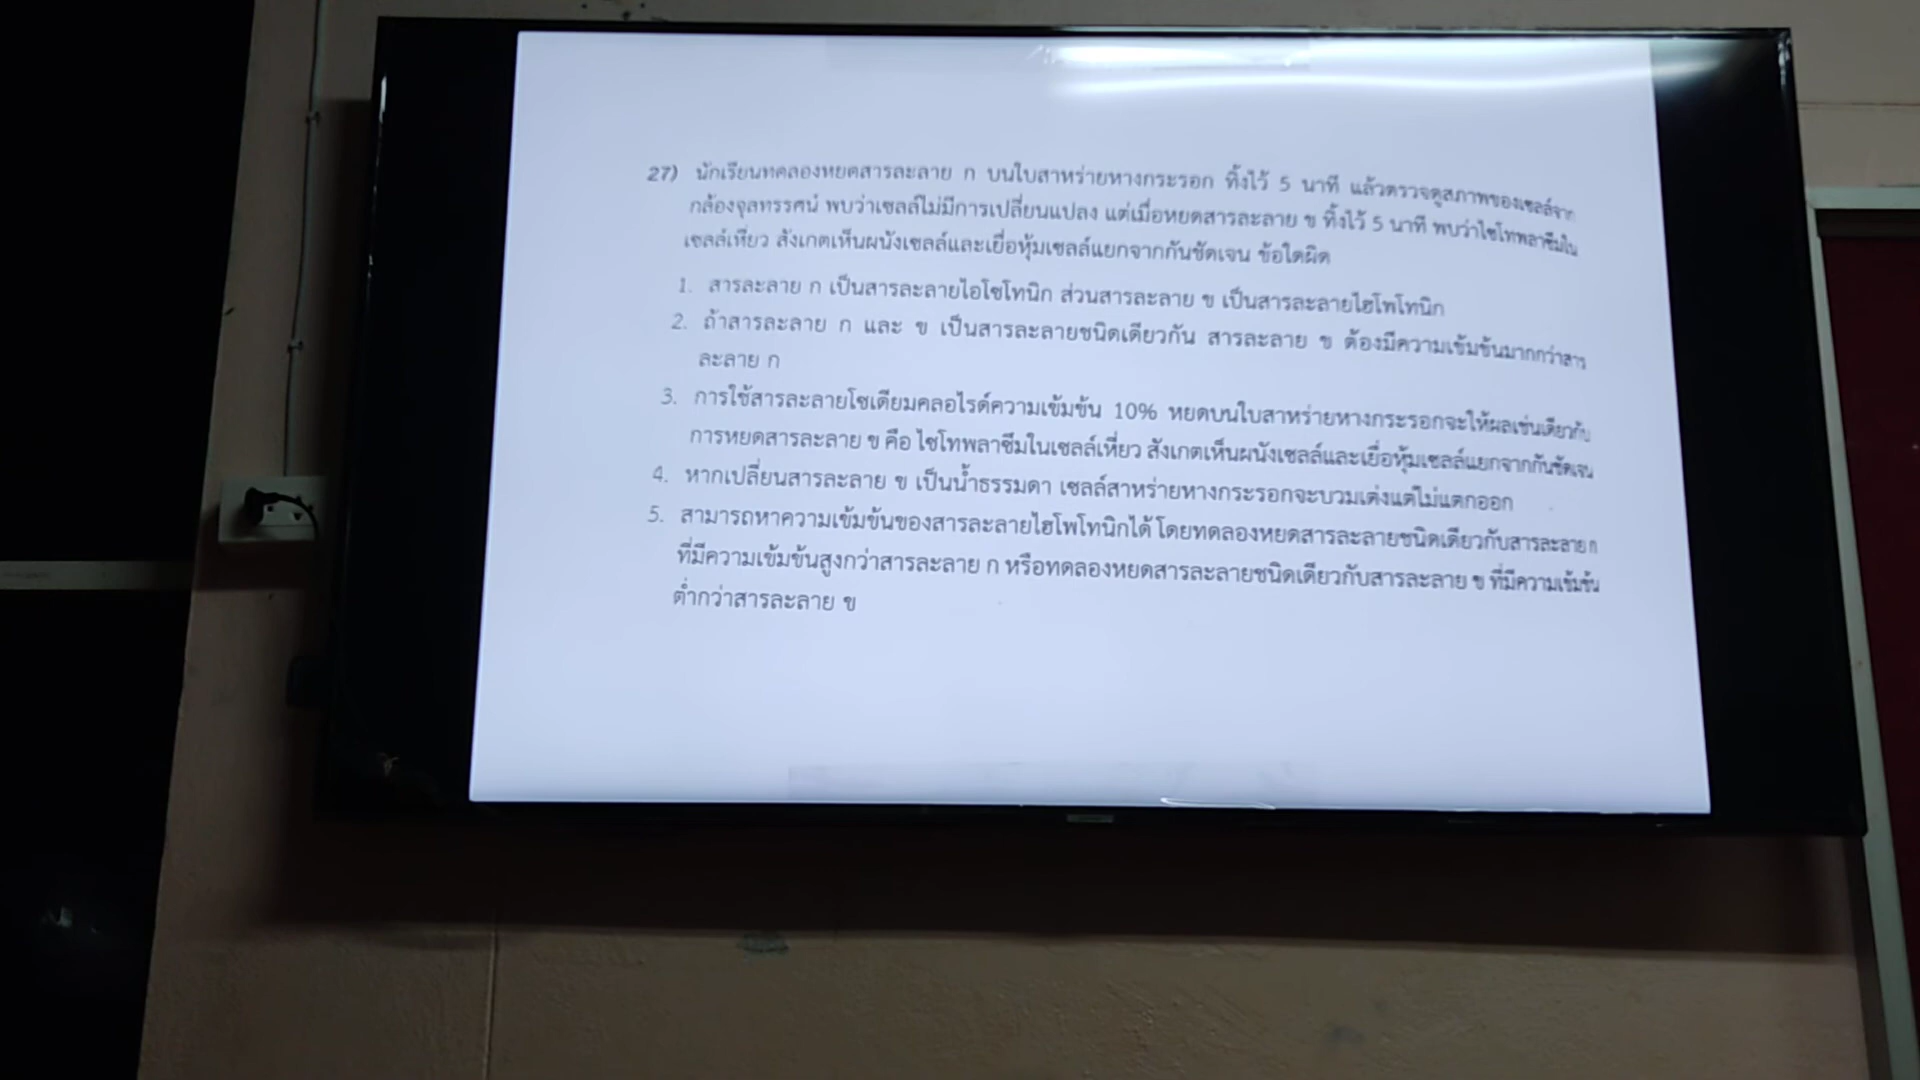 27) นักเรียนทดลองหยดสารละลาย ก บนใบสาหร่ายหางกระรอก ทิ้งไว้ 5 นาที แล้วตรวจดูสภาพของเซลล์จาก
กล้องจุลทรรศน์ พบว่าเซลล์ไม่มีการเปลี่ยนแปลง แต่เมื่อหยดสารละลาย ข ทิ้งไว้ 5 นาที พบว่าไซโทพลาซึมใน
เซลล์เหี่ยว สังเกตเห็นผนังเซลล์และเยื่อหุ้มเซลล์แยกจากกันชัดเจน ข้อใดผิด
1. สารละลาย ก เป็นสารละลายไอโซโทนิก ส่วนสารละลาย ข เป็นสารละลายไฮโพโทนิก
2. ถ้าสารละลาย ก และ ข เป็นสารละลายชนิดเดียวกัน สารละลาย ข ต้องมีความเข้มข้นมากกว่าสาร
ละลาย ก
3. การใช้สารละลายโซเดียมคลอไรด์ความเข้มข้น 10% หยดบนใบสาหร่ายหางกระรอกจะให้ผลเช่นเดียวกับ
การหยดสารละลาย ข คือ ไซโทพลาซึมในเซลล์เหี่ยว สังเกตเห็นผนังเซลล์และเยื่อหุ้มเซลล์แยกจากกันชัดเจน
4. หากเปลี่ยนสารละลาย ข เป็นน้ำธรรมดา เซลล์สาหร่ายหางกระรอกจะบวมเต่งแต่ไม่แตกออก
5. สามารถหาความเข้มข้นของสารละลายไฮโพโทนิกได้ โดยทดลองหยดสารละลายชนิดเดียวกับสารละลาย ก
ที่มีความเข้มข้นสูงกว่าสารละลาย ก หรือทดลองหยดสารละลายชนิดเดียวกับสารละลาย ข ที่มีความเข้มข้น
ต่ำกว่าสารละลาย ข